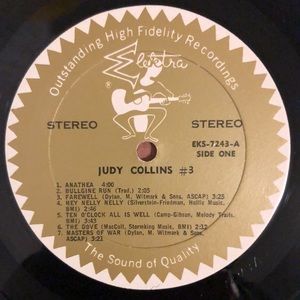 Outstanding High Fidelity Recordings
Elektra
STEREO STEREO
EKS-7243-A
SIDE ONE
JUDY COLLINS #3
1. ANATHEA 4:00
2. BULLGINE RUN (Trad.) 2:05
3. FAREWELL (Dylan, M. Witmark & Sons, ASCAP) 3:25
4. HEY NELLY NELLY (Silverstein-Friedman, Hollis Music,
BMI) 2:46
5. TEN O'CLOCK ALL IS WELL (Camp-Gibson, Melody Trails,
BMI) 3:43
6. THE DOVE (MacColl, Stormking Music, BMI) 2:12
7. MASTERS OF WAR (Dylan, M. Witmark & Sons,
ASCAP) 3:21
The Sound of Quality